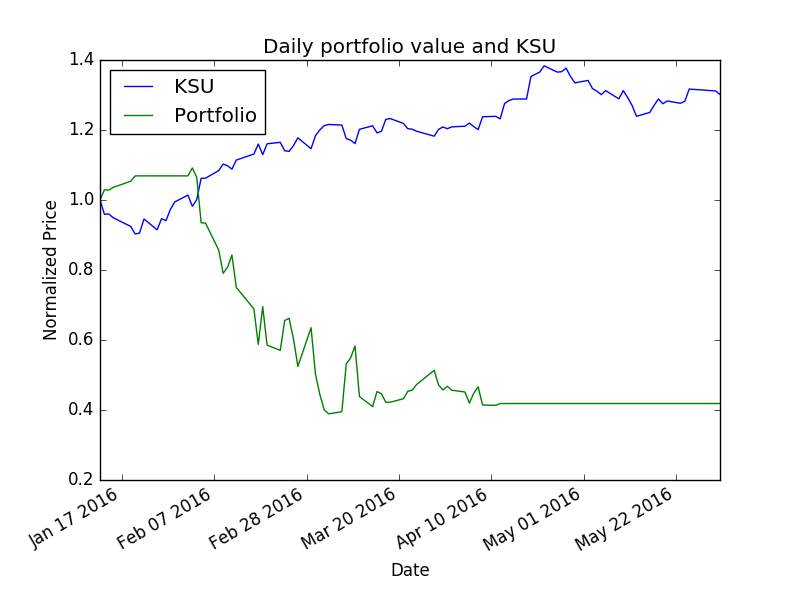 Daily portfolio value and KSU
1.4
1.2
1.0
0.8
0.6
0.4
0.2
Normalized Price
KSU
Portfolio
Jan 17 2016
Feb 07 2016
Feb 28 2016
Mar 20 2016
Apr 10 2016
May 01 2016
May 22 2016
Date